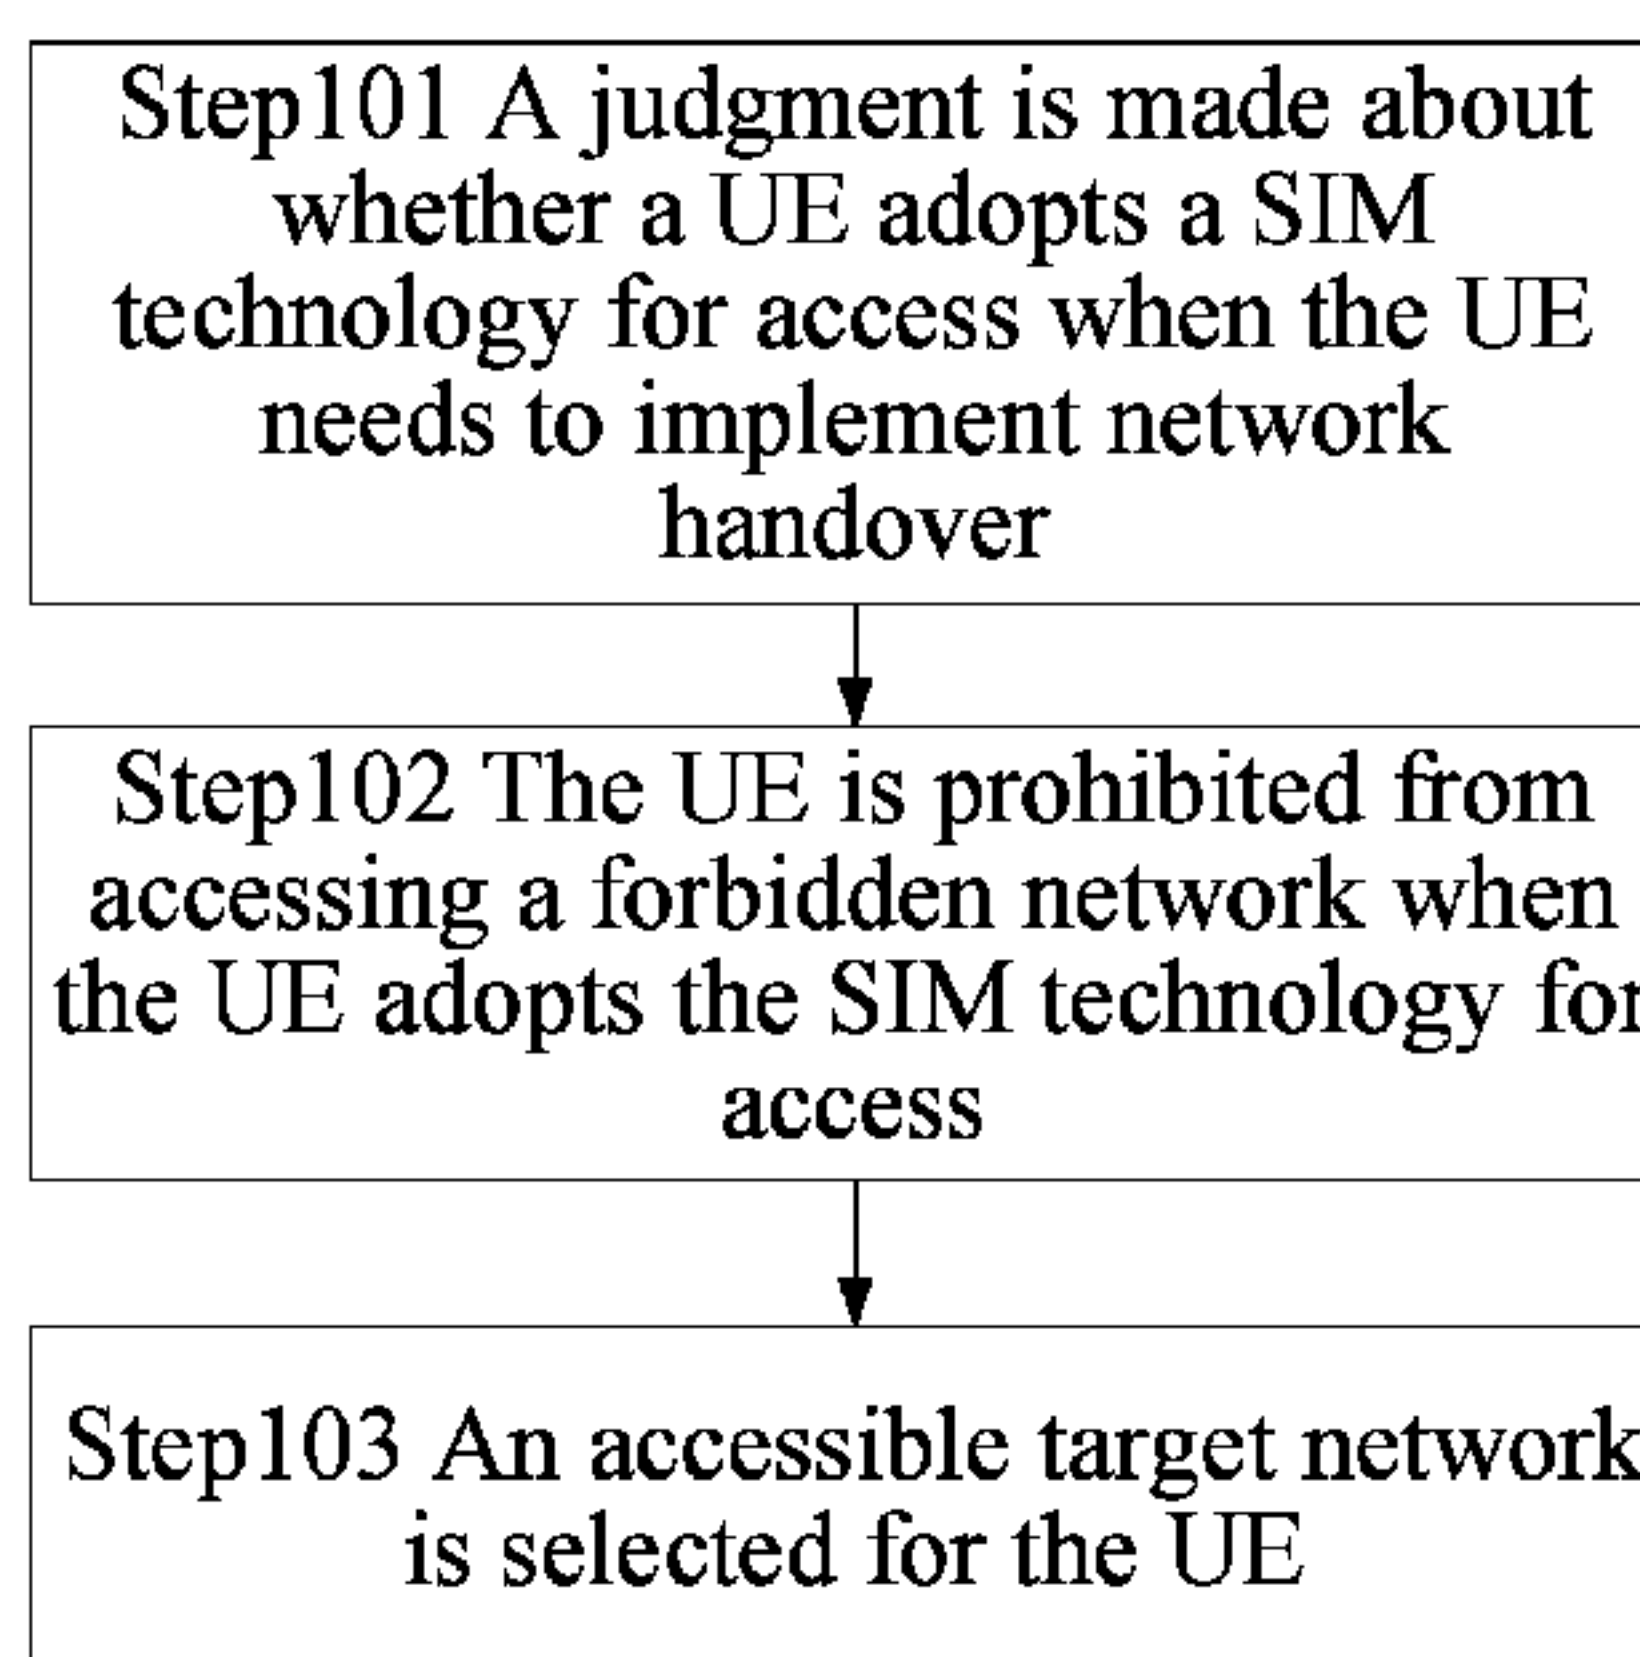 Step101 A judgment is made about
whether a UE adopts a SIM
technology for access when the UE
needs to implement network
handover
Step102 The UE is prohibited from
accessing a forbidden network when
the UE adopts the SIM technology for
access
Step103 An accessible target network
is selected for the UE